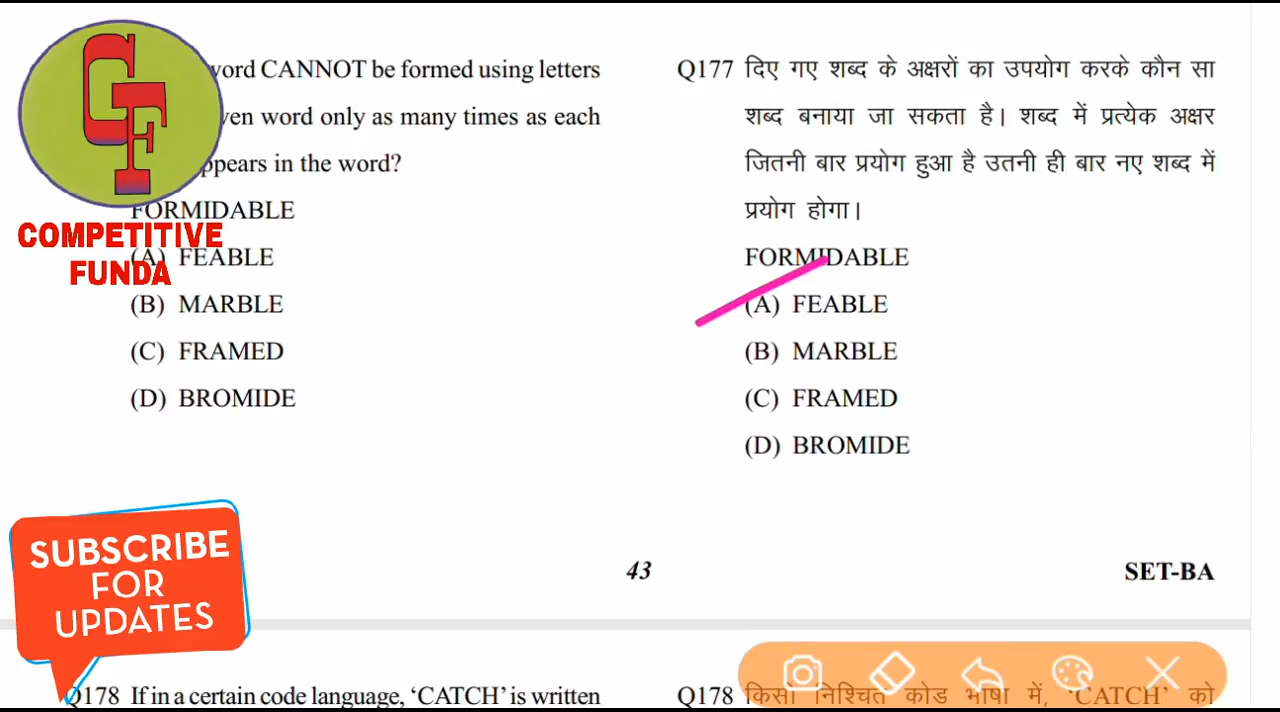 word CANNOT be formed using letters
ven word only as many times as each
ppears in the word?
FORMIDABLE
(A) FEABLE
(B) MARBLE
(C) FRAMED
(D) BROMIDE
COMPETITIVE
FUNDA
Q177 दिए गए शब्द के अक्षरों का उपयोग करके कौन सा
शब्द बनाया जा सकता है। शब्द में प्रत्येक अक्षर
जितनी बार प्रयोग हुआ है उतनी ही बार नए शब्द में
प्रयोग होगा।
FORMIDABLE
(A) FEABLE
(B) MARBLE
(C) FRAMED
(D) BROMIDE
SUBSCRIBE
FOR
UPDATES
43
SET-BA
Q178 If in a certain code language, ‘CATCH’ is written
Q178 किसी निश्चित कोड भाषा में, ‘CATCH’ को